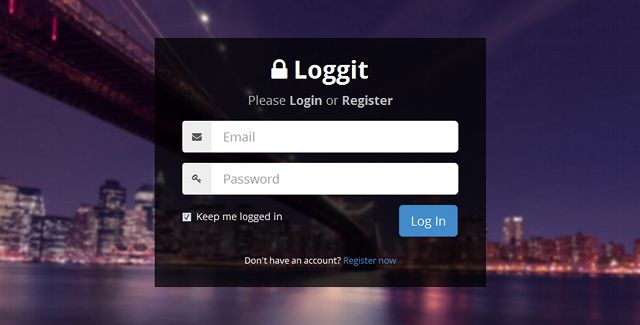 Loggit
Please Login or Register
Email
Password
Keep me logged in
Log In
Don't have an account? Register now